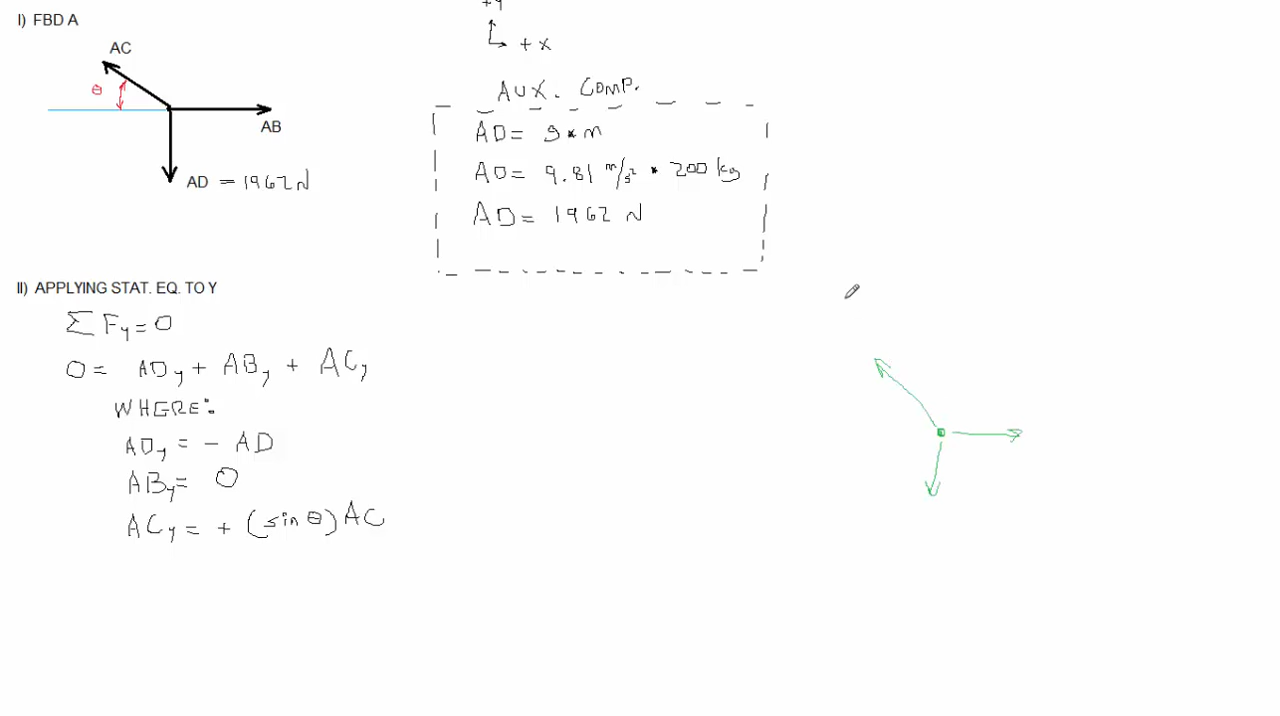 I) FBD A
AC
θ
AB
AD = 1962 N
+y
+ x
AUX. COMP.
AD = g * m
AD = 9.81 m/s² * 200 kg
AD = 1962 N
II) APPLYING STAT. EQ. TO Y
Σ Fy = 0
0 = ADy + ABy + ACy
WHERE:
ADy = - AD
ABy = 0
ACy = + (sin θ) AC